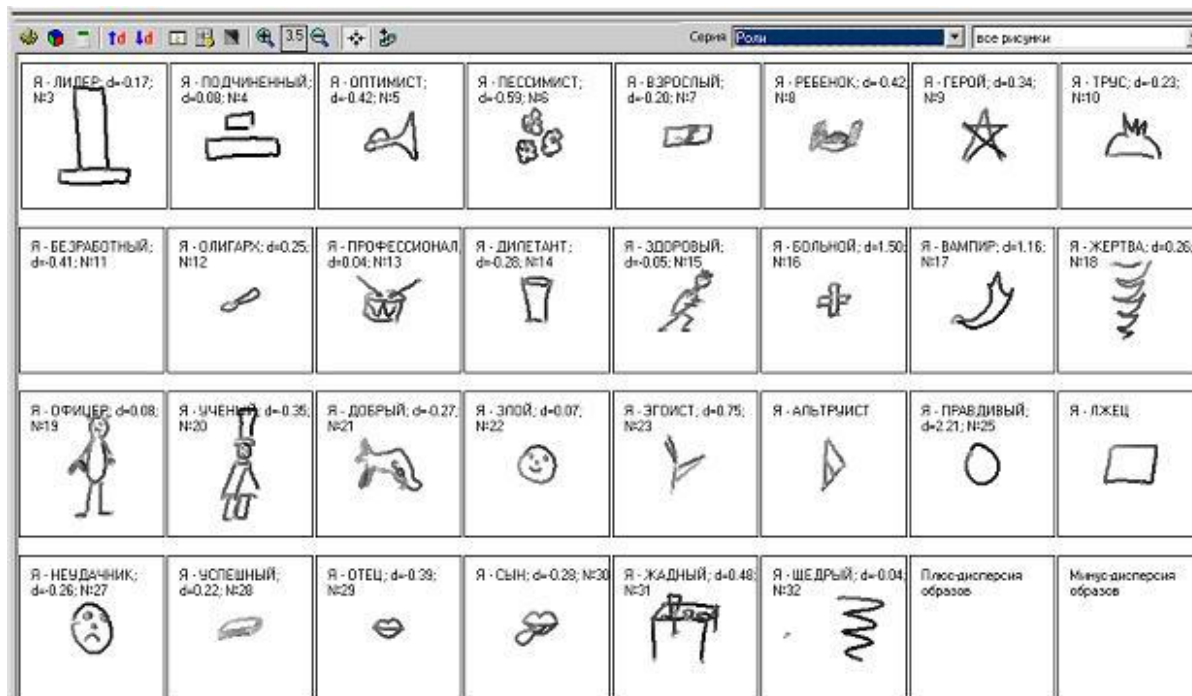 ↑d ↓d 3.5 Серия Роли все рисунки
Я - ЛИДЕР; d=-0.17;
N:3
Я - ПОДЧИНЕННЫЙ;
d=0.08; N:4
Я - ОПТИМИСТ;
d=-0.42; N:5
Я - ПЕССИМИСТ;
d=-0.59; N:6
Я - ВЗРОСЛЫЙ;
d=-0.20; N:7
Я - РЕБЕНОК; d=-0.42;
N:8
Я - ГЕРОЙ; d=0.34;
N:9
Я - ТРУС; d=-0.23;
N:10
Я - БЕЗРАБОТНЫЙ;
d=-0.41; N:11
Я - ОЛИГАРХ; d=0.25;
N:12
Я - ПРОФЕССИОНАЛ;
d=0.04; N:13
Я - ДИЛЕТАНТ;
d=-0.28; N:14
Я - ЗДОРОВЫЙ;
d=-0.05; N:15
Я - БОЛЬНОЙ; d=1.50;
N:16
Я - ВАМПИР; d=1.16;
N:17
Я - ЖЕРТВА; d=0.26;
N:18
Я - ОФИЦЕР; d=0.08;
N:19
Я - УЧЕНЫЙ; d=-0.35;
N:20
Я - ДОБРЫЙ; d=-0.27;
N:21
Я - ЗЛОЙ; d=0.07;
N:22
Я - ЭГОИСТ; d=0.75;
N:23
Я - АЛЬТРУИСТ
Я - ПРАВДИВЫЙ;
d=2.21; N:25
Я - ЛЖЕЦ
Я - НЕУДАЧНИК;
d=-0.26; N:27
Я - УСПЕШНЫЙ;
d=0.22; N:28
Я - ОТЕЦ; d=-0.39;
N:29
Я - СЫН; d=-0.28; N:30
Я - ЖАДНЫЙ; d=0.48;
N:31
Я - ЩЕДРЫЙ; d=-0.04;
N:32
Плюс-дисперсия
образов
Минус-дисперсия
образов